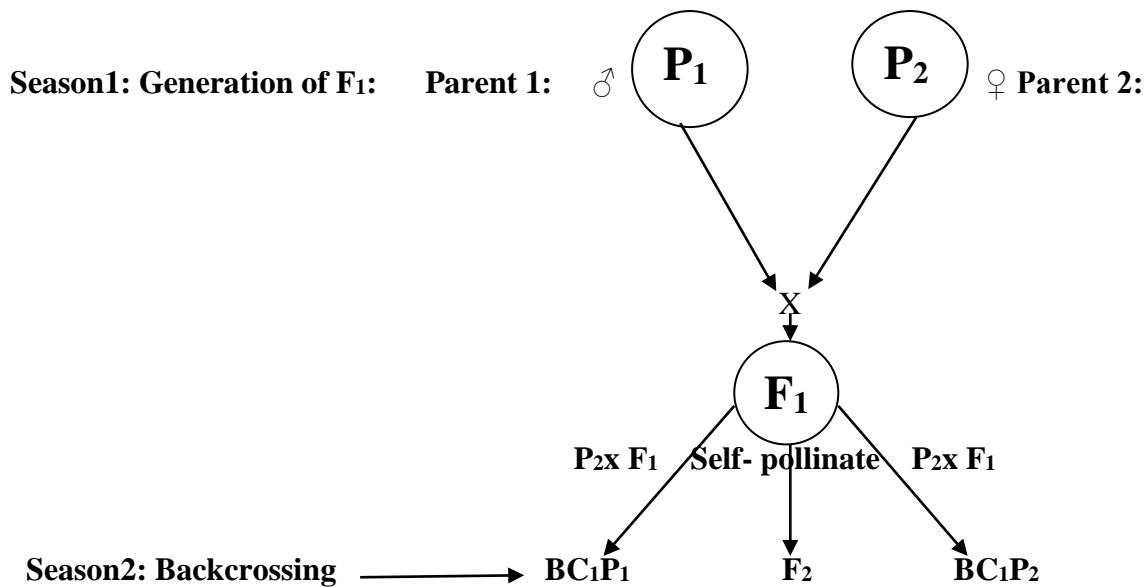 P₁ P₂
Season1: Generation of F₁: Parent 1: ♂ ♀ Parent 2:
X
F₁
P₂x F₁ Self- pollinate P₂x F₁
Season2: Backcrossing BC₁P₁ F₂ BC₁P₂